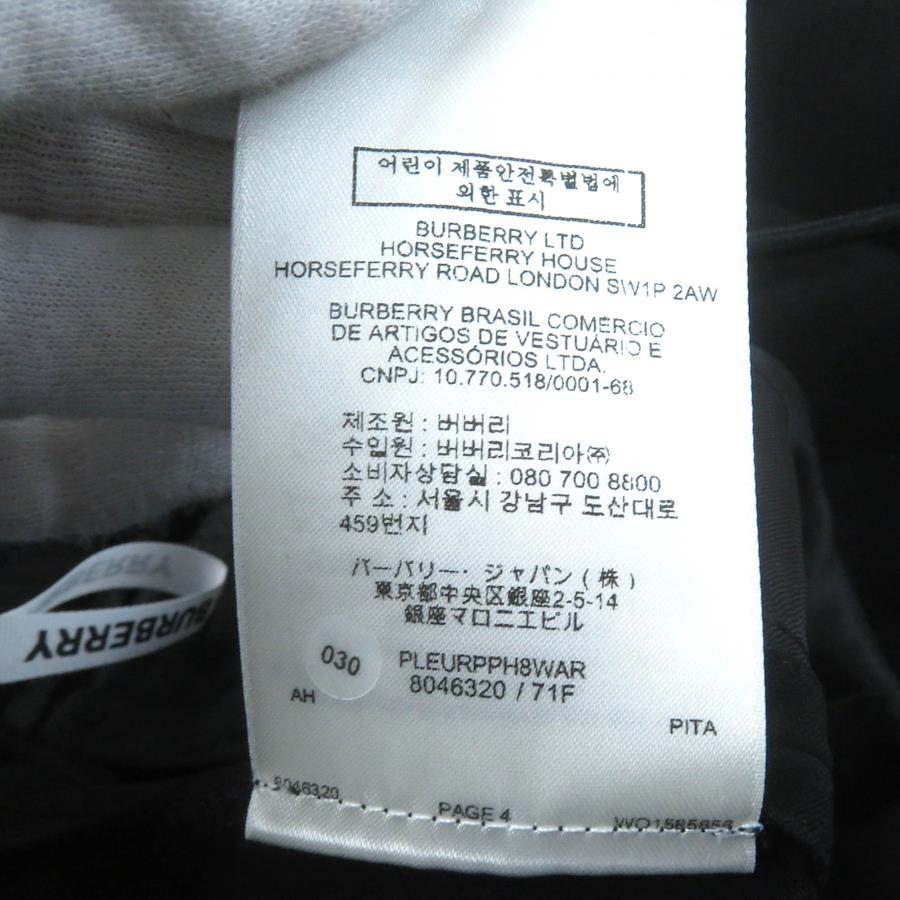 어린이 제품안전특별법에
의한 표시
BURBERRY LTD
HORSEFERRY HOUSE
HORSEFERRY ROAD LONDON SW1P 2AW
BURBERRY BRASIL COMÉRCIO
DE ARTIGOS DE VESTUÁRIO E
ACESSÓRIOS LTDA.
CNPJ: 10.770.518/0001-68
제조원 : 버버리
수입원 : 버버리코리아㈜
소비자상담실 : 080 700 8800
주 소 : 서울시 강남구 도산대로
459번지
バーバリー・ジャパン(株)
東京都中央区銀座2-5-14
銀座マロニエビル
030
PLEURPPH8WAR
8046320 / 71F
AH
PITA
8046320
PAGE 4
BURBERRY
BERRY